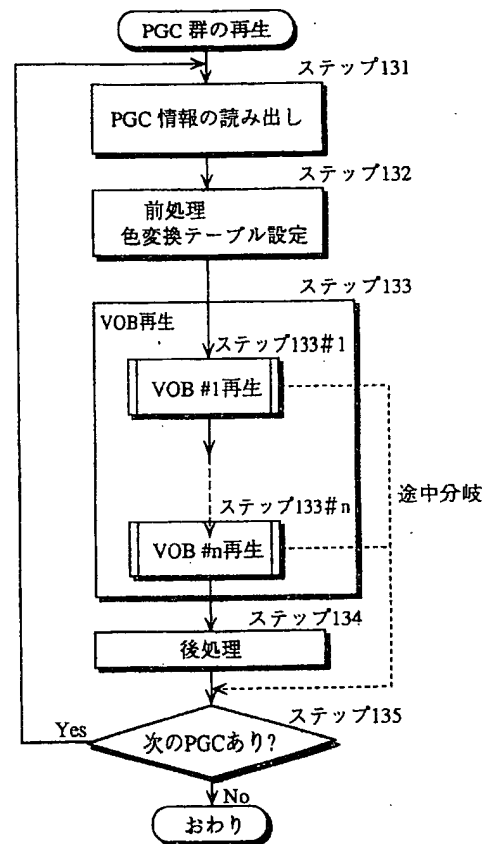 PGC 群の再生
ステップ131
PGC 情報の読み出し
ステップ132
前処理
色変換テーブル設定
ステップ133
VOB再生
ステップ133#1
VOB #1再生
途中分岐
ステップ133#n
VOB #n再生
ステップ134
後処理
ステップ135
Yes
次のPGCあり?
No
おわり